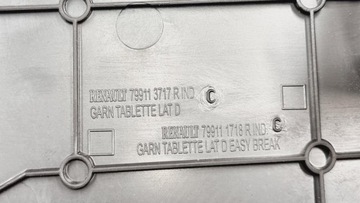 RENAULT 79911 3717 R IND C
GARN TABLETTE LAT D
RENAULT 79911 1718 R IND C
GARN TABLETTE LAT D EASY BREAK